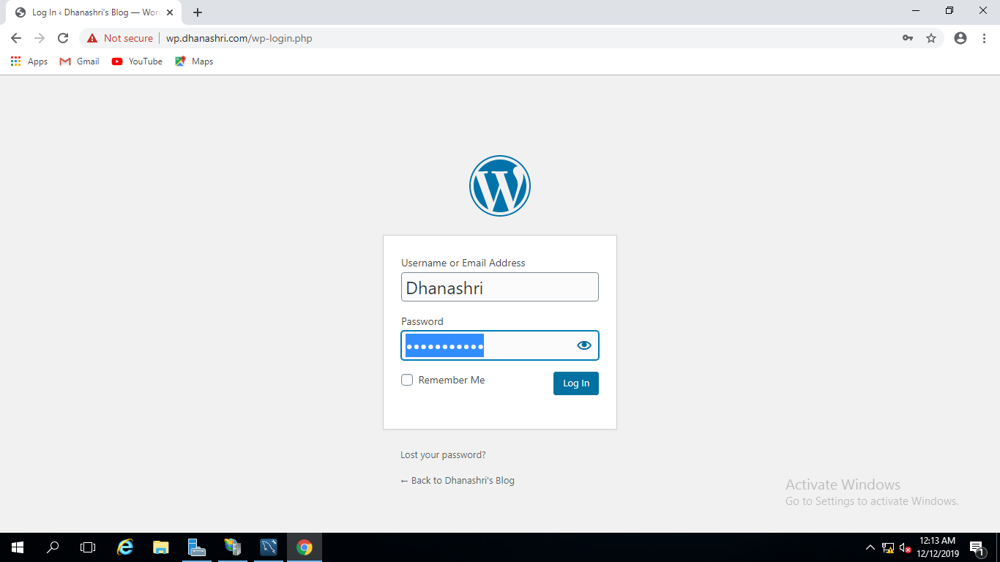 Log In ‹ Dhanashri's Blog — Wor
Not secure
wp.dhanashri.com/wp-login.php
Apps
Gmail
YouTube
Maps
Username or Email Address
Dhanashri
Password
•••••••••••
Remember Me
Log In
Lost your password?
← Back to Dhanashri's Blog
Activate Windows
Go to Settings to activate Windows.
12:13 AM
12/12/2019
1